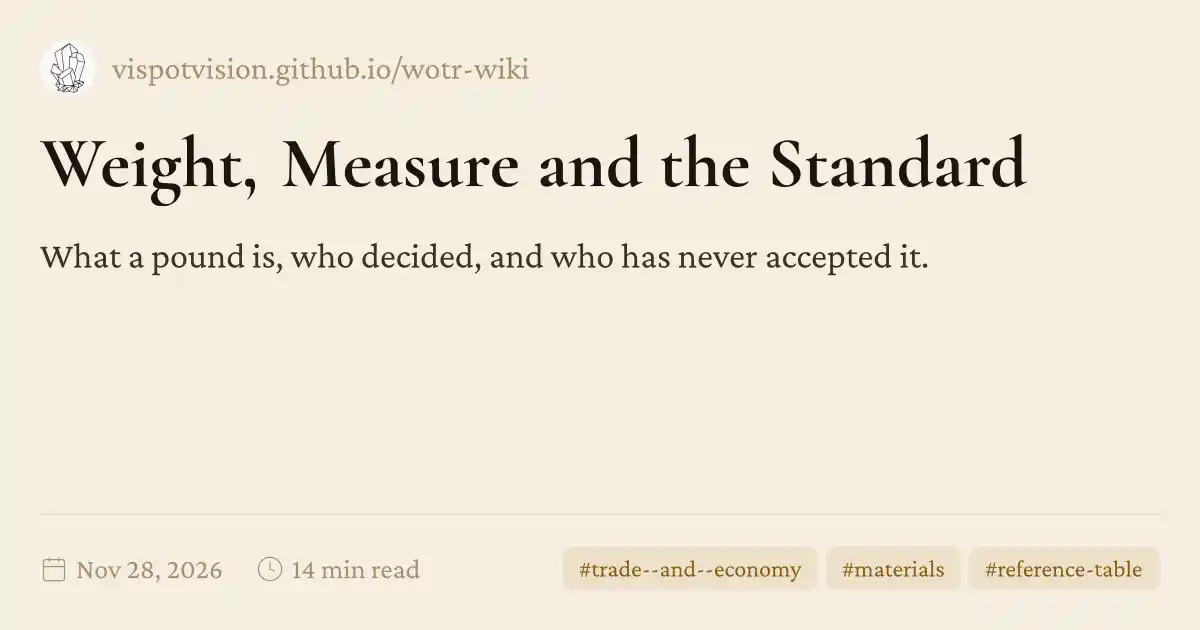 vispotvision.github.io/wotr-wiki
Weight, Measure and the Standard
What a pound is, who decided, and who has never accepted it.
Nov 28, 2026
14 min read
#trade--and--economy
#materials
#reference-table